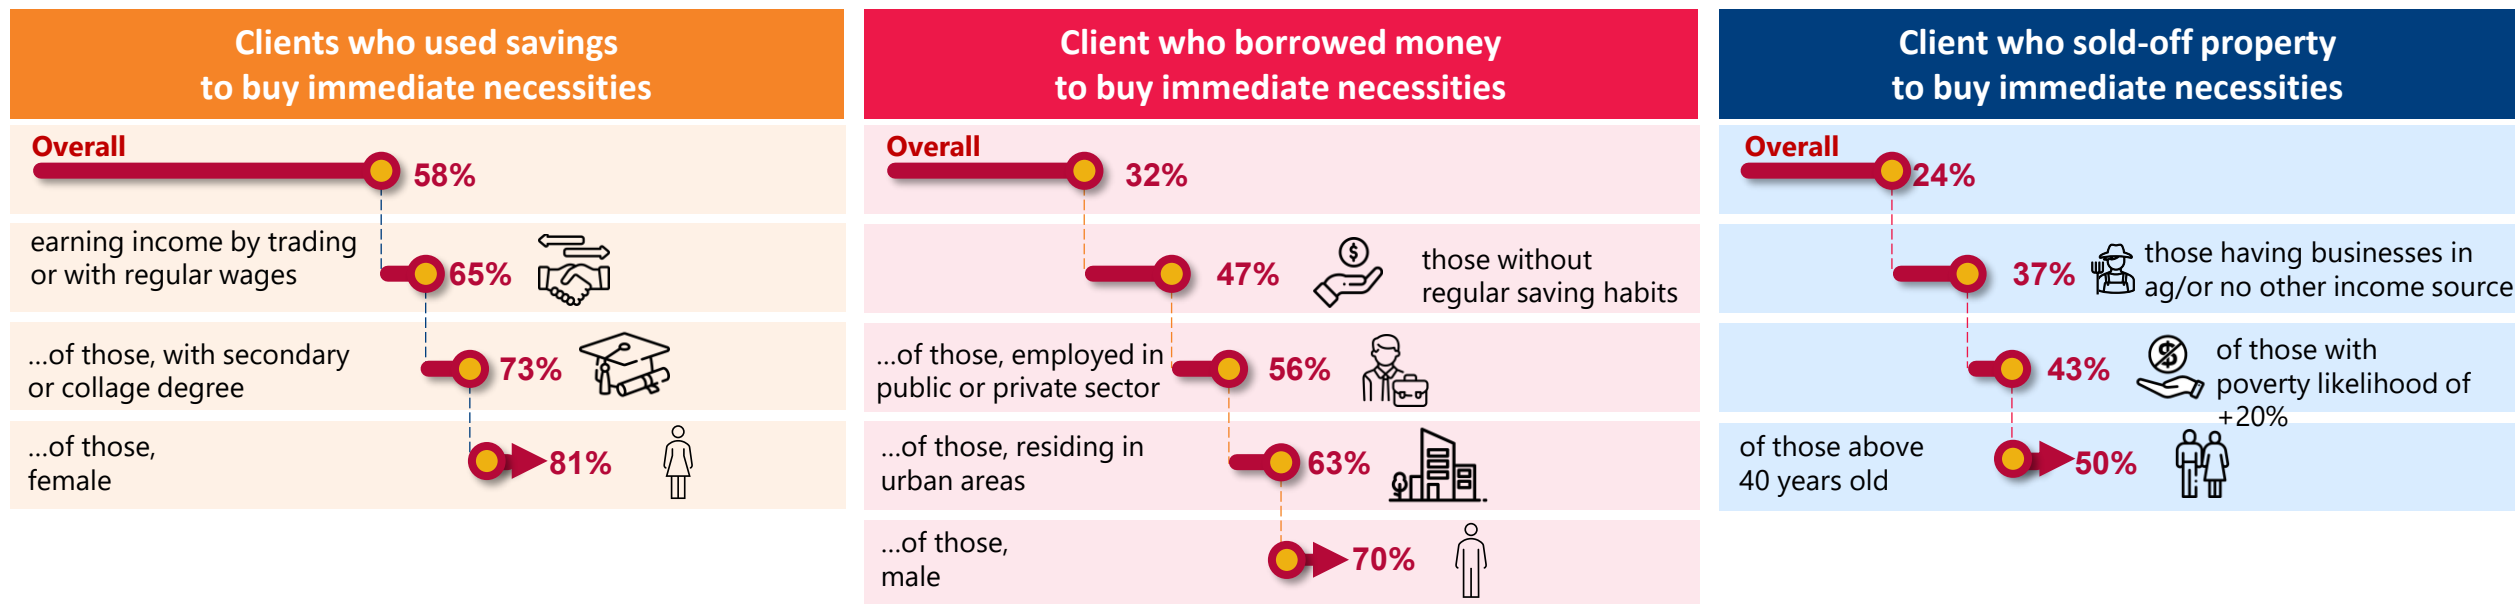 Clients who used savings
to buy immediate necessities
Overall
58%
earning income by trading
or with regular wages
65%
...of those, with secondary
or collage degree
73%
...of those,
female
81%
Client who borrowed money
to buy immediate necessities
Overall
32%
47%
those without
regular saving habits
...of those, employed in
public or private sector
56%
...of those, residing in
urban areas
63%
...of those,
male
70%
Client who sold-off property
to buy immediate necessities
Overall
24%
37%
those having businesses in
ag/or no other income source
43%
of those with
poverty likelihood of
+20%
of those above
40 years old
50%